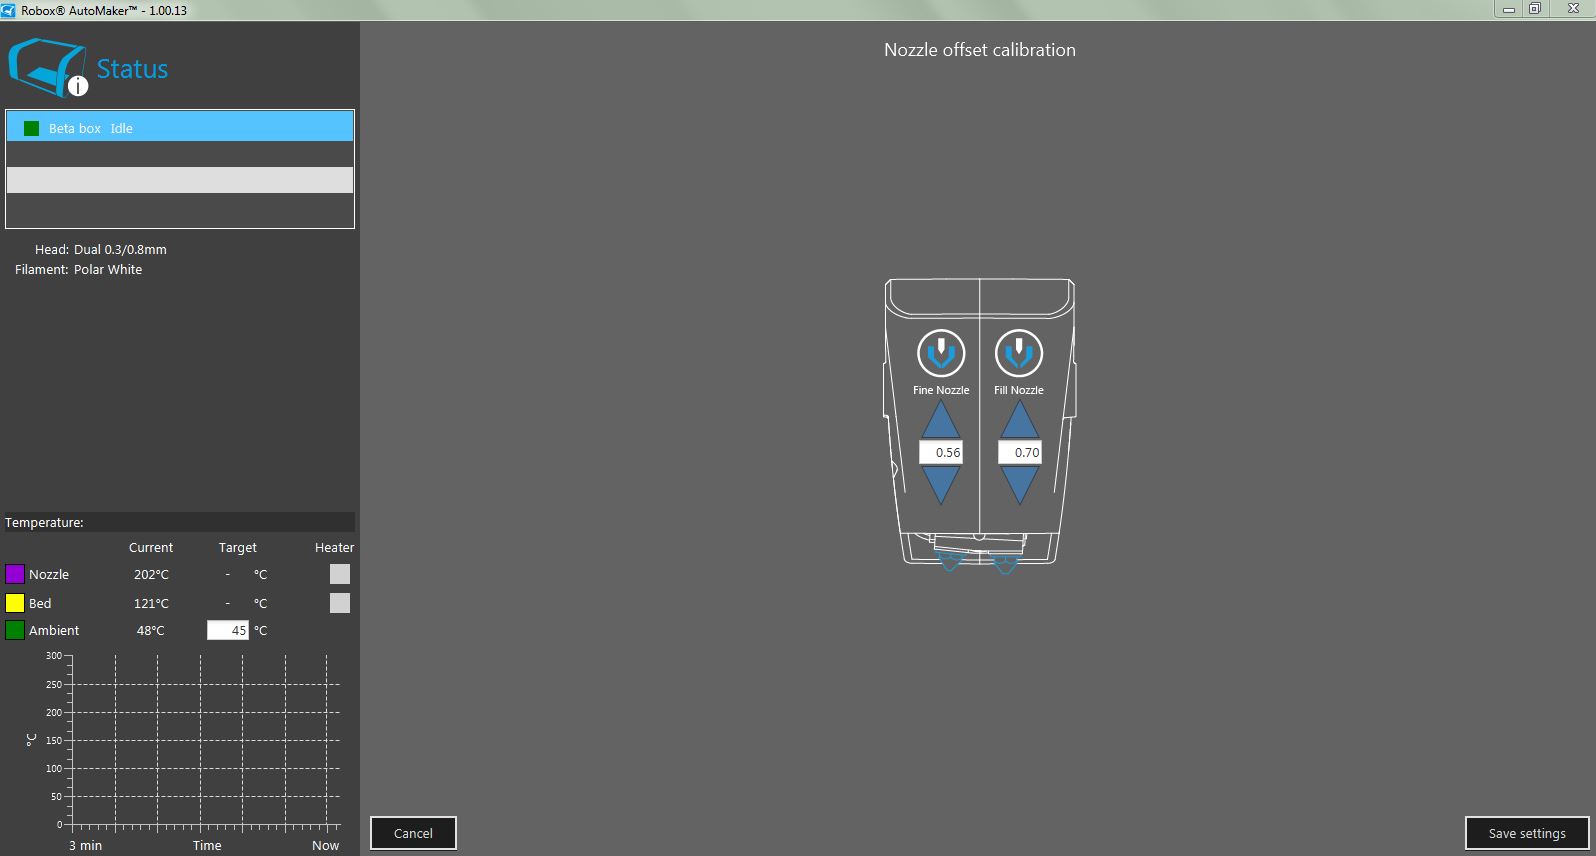 Robox® AutoMaker™ - 1.00.13
Status
Nozzle offset calibration
Beta box Idle
Head: Dual 0.3/0.8mm
Filament: Polar White
Fine Nozzle Fill Nozzle
0.56 0.70
Temperature:
Current Target Heater
Nozzle 202°C - °C
Bed 121°C - °C
Ambient 48°C 45 °C
300
250
200
150
100
50
0
°C
3 min Time Now
Cancel
Save settings